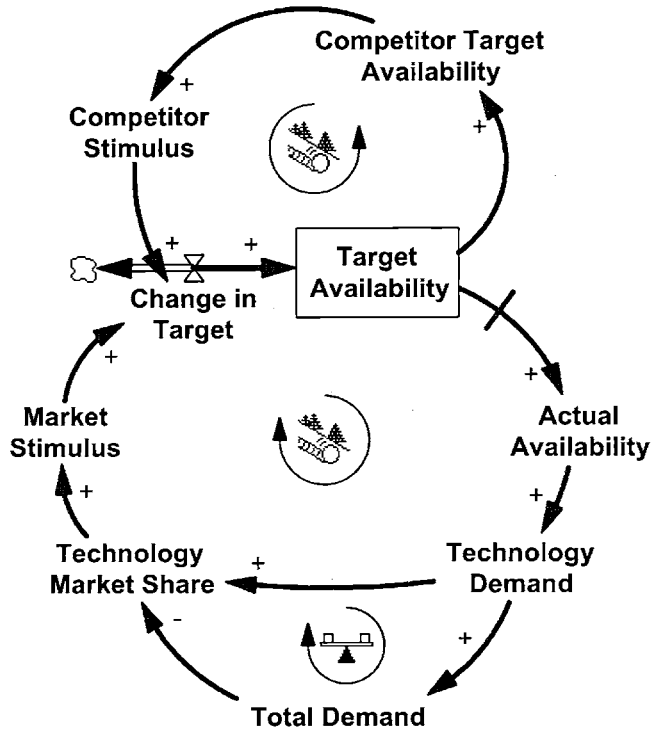 Competitor Target
Availability
+
Competitor
Stimulus
+
+
+
Target
Availability
Change in
Target
+
+
Market
Stimulus
Actual
Availability
+
+
Technology
Market Share
+
Technology
Demand
-
+
Total Demand